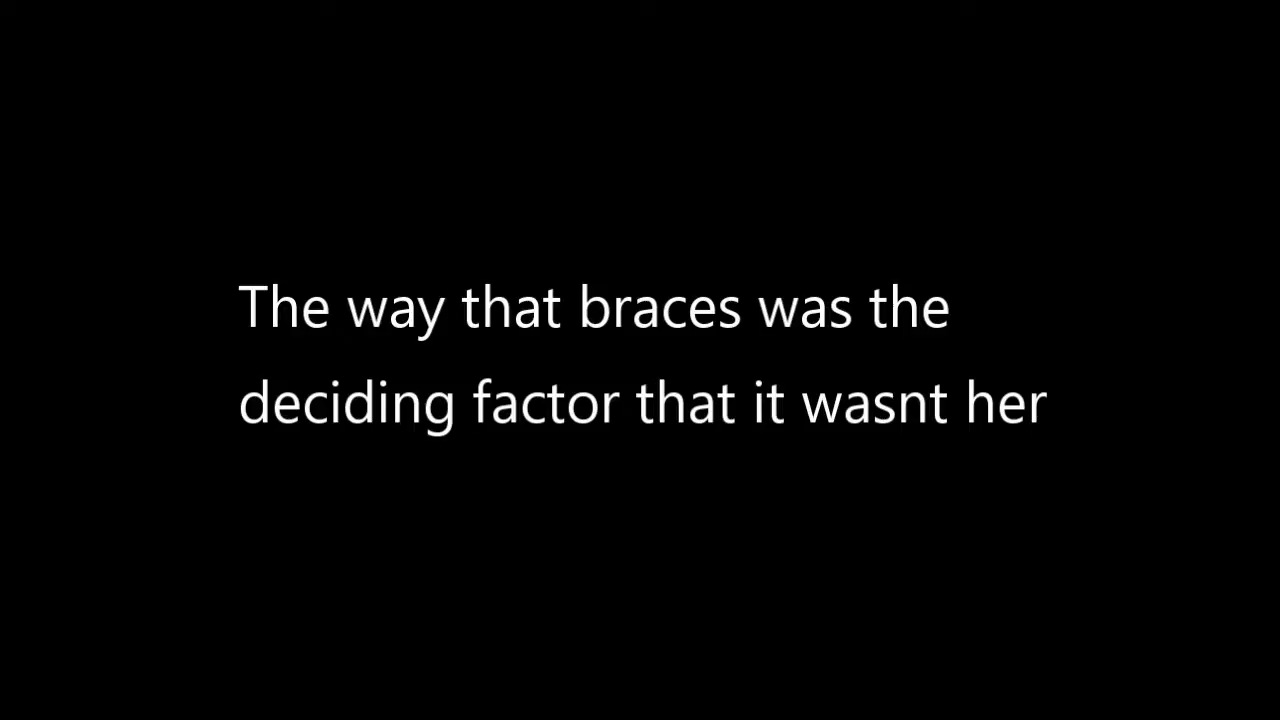 The way that braces was the
deciding factor that it wasnt her